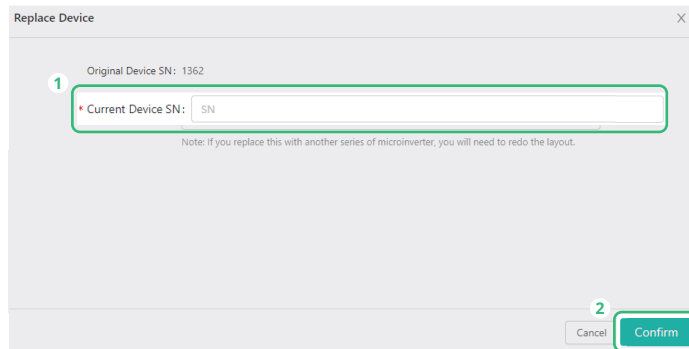 Replace Device X
Original Device SN: 1362
1
* Current Device SN: SN
Note: If you replace this with another series of microinverter, you will need to redo the layout.
2
Cancel Confirm